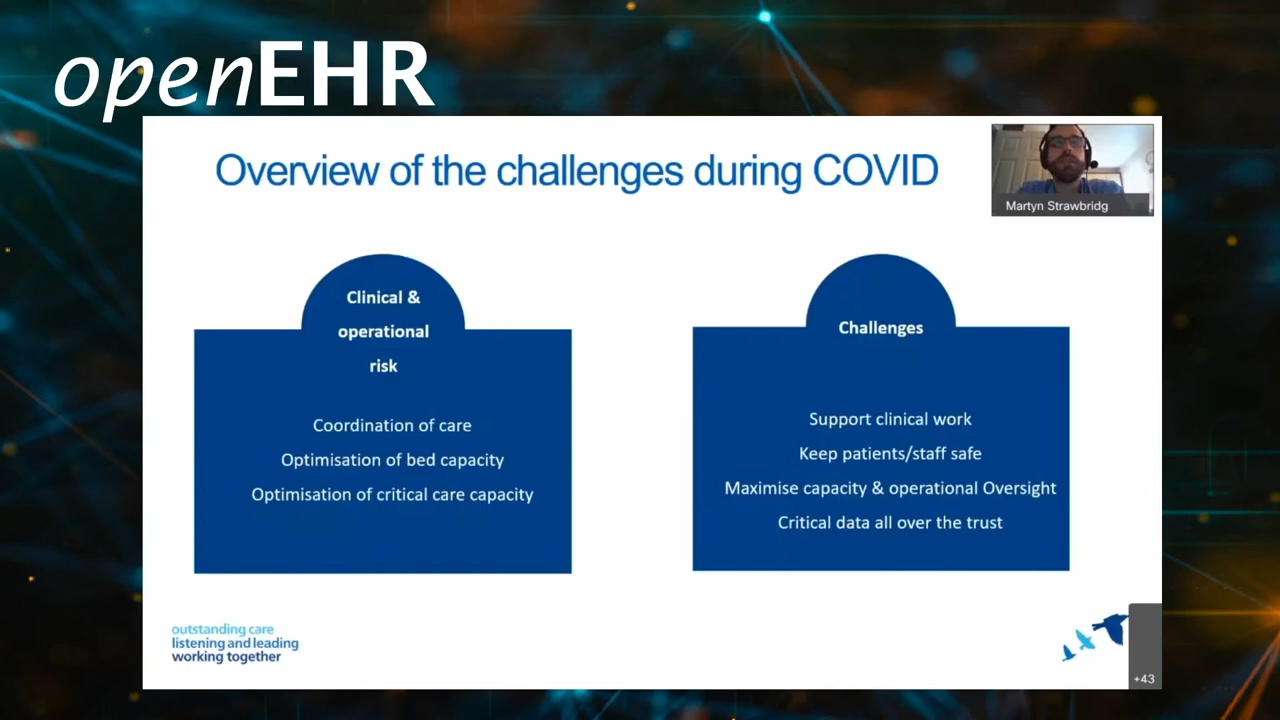 openEHR
Overview of the challenges during COVID
Martyn Strawbridg
Clinical &
operational
risk
Coordination of care
Optimisation of bed capacity
Optimisation of critical care capacity
Challenges
Support clinical work
Keep patients/staff safe
Maximise capacity & operational Oversight
Critical data all over the trust
outstanding care
listening and leading
working together
+43